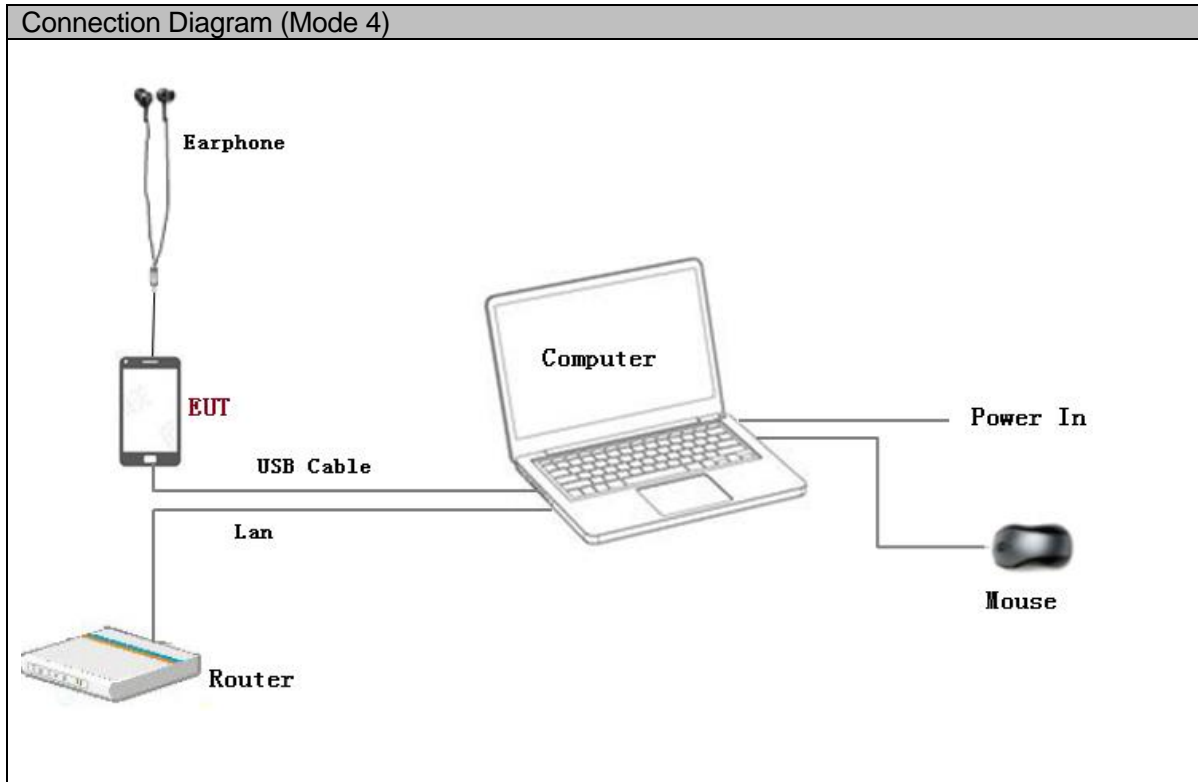 Connection Diagram (Mode 4)
Earphone
Computer
EUT
Power In
USB Cable
Lan
Mouse
Router